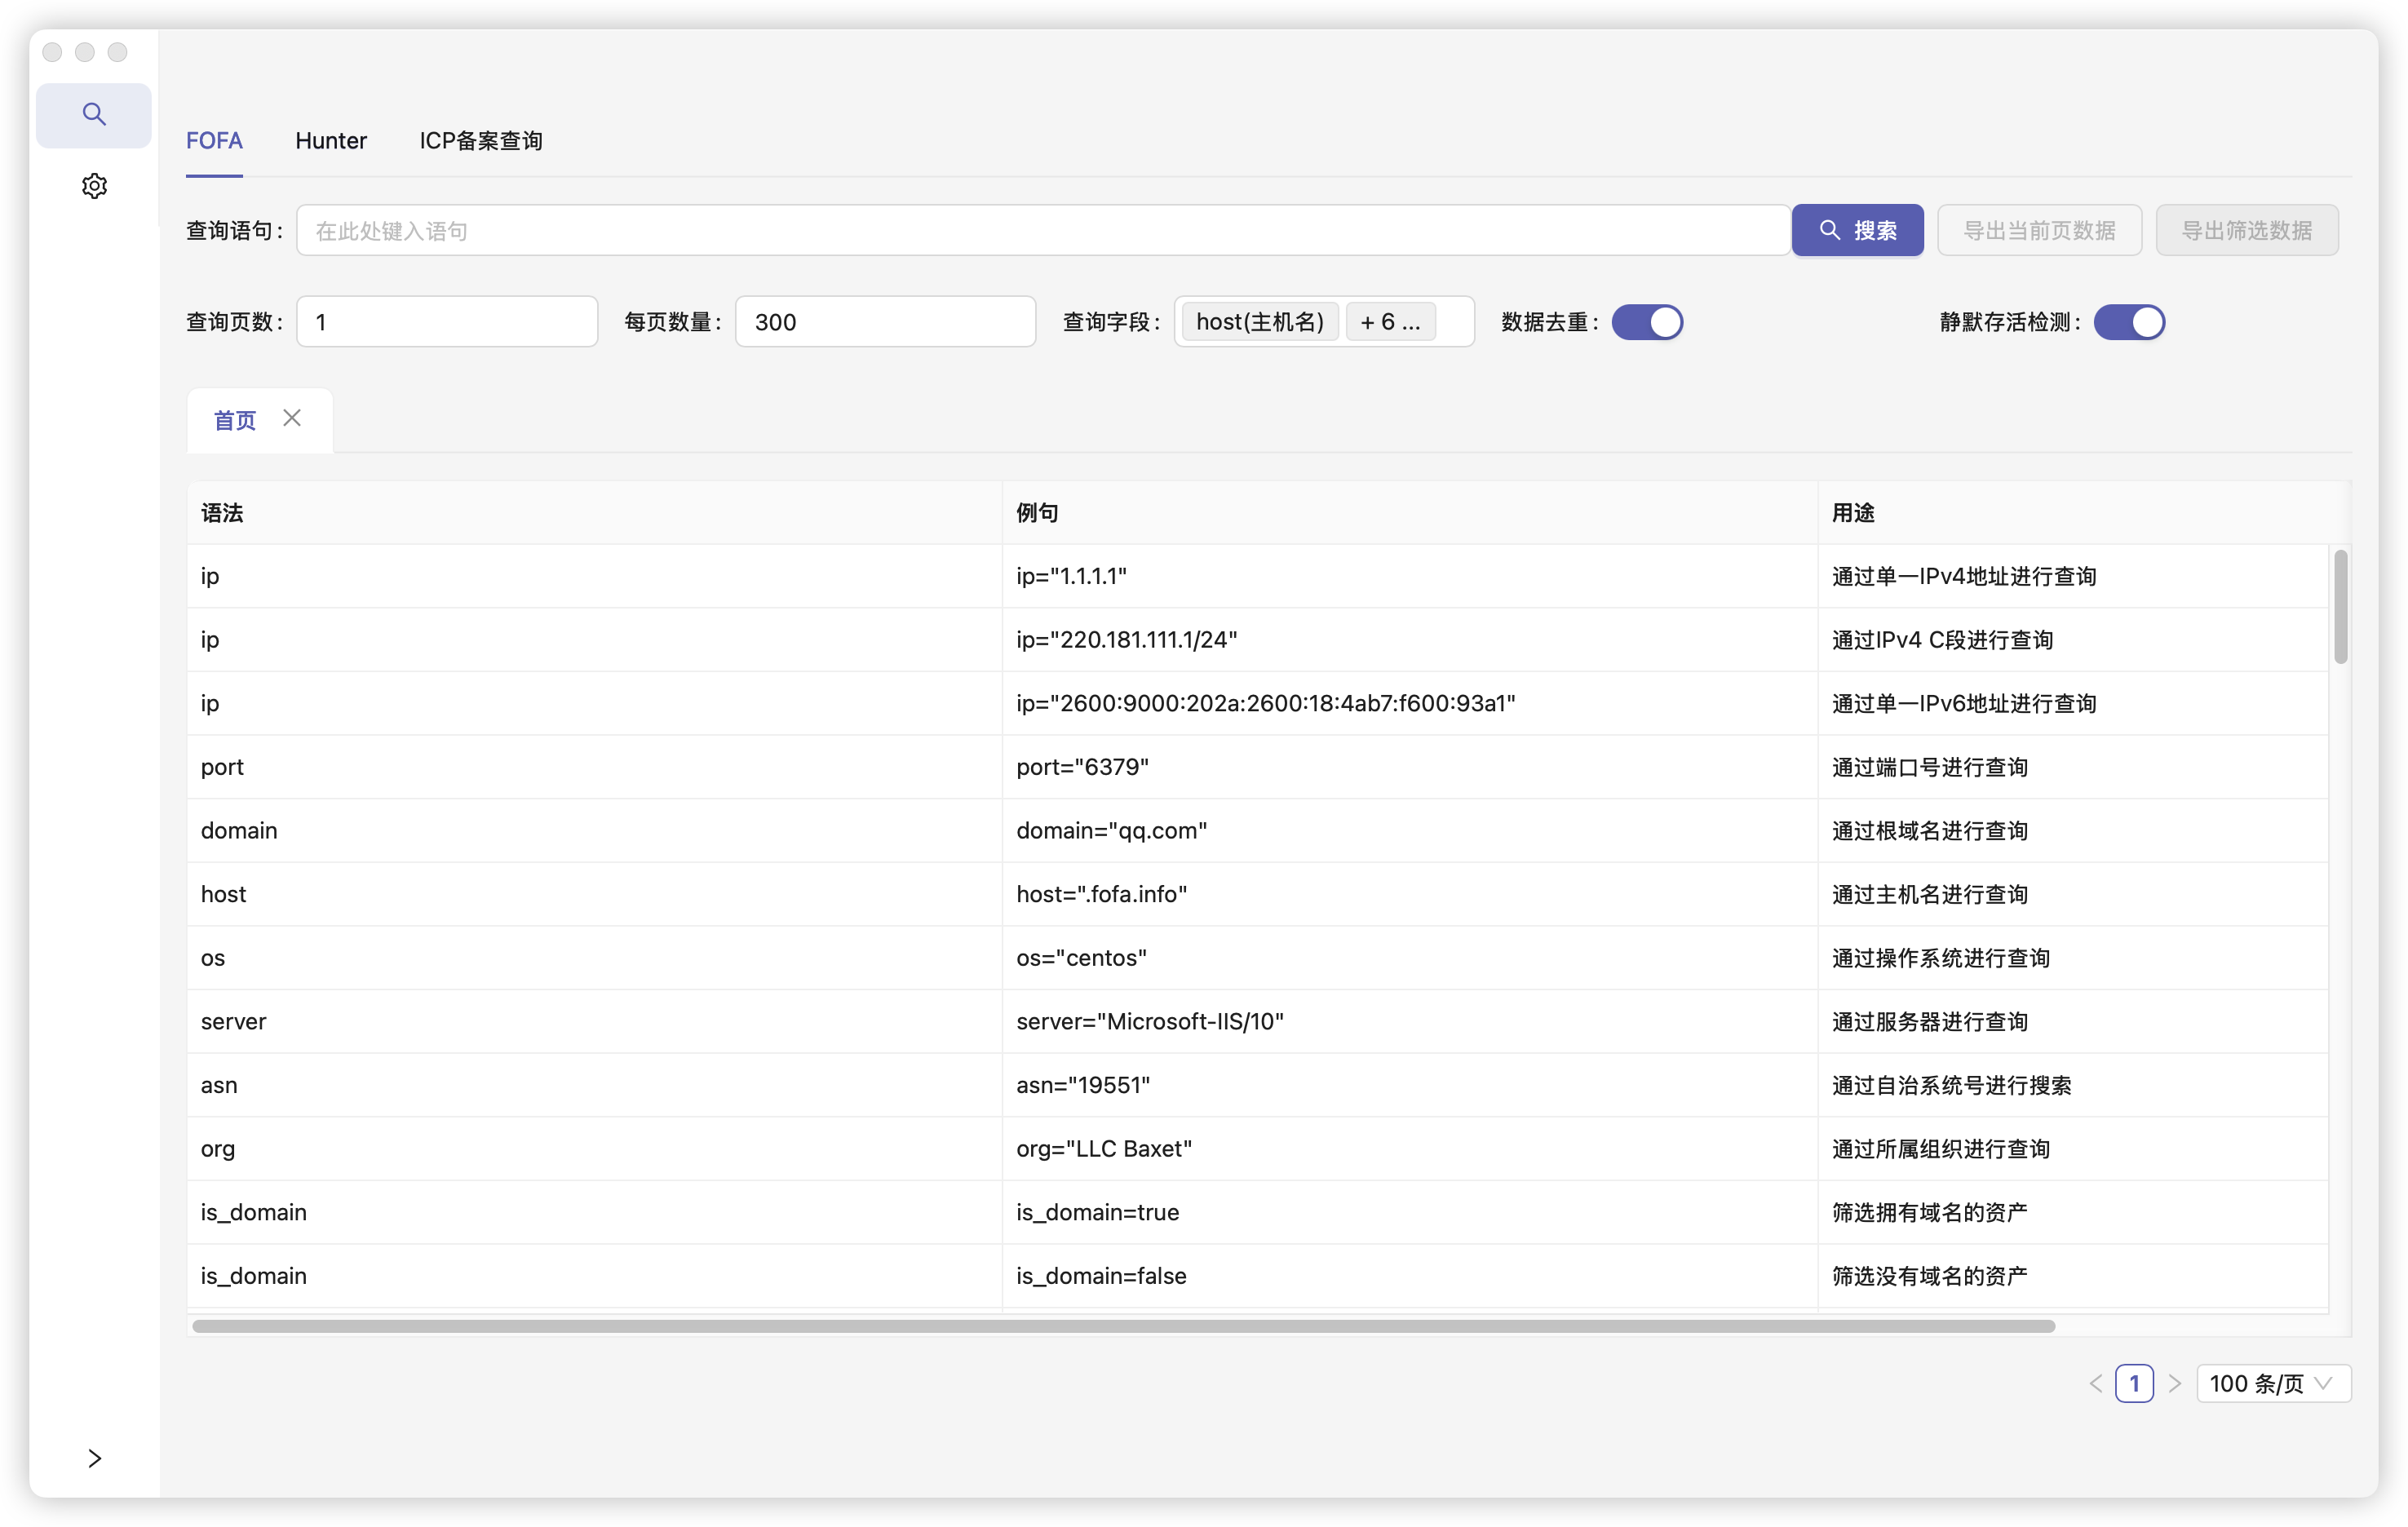 FOFA Hunter ICP备案查询
查询语句: 在此处键入语句 搜索 导出当前页数据 导出筛选数据
查询页数: 1 每页数量: 300 查询字段: host(主机名) + 6 ... 数据去重: 静默存活检测:
首页
语法 例句 用途
ip ip="1.1.1.1" 通过单一IPv4地址进行查询
ip ip="220.181.111.1/24" 通过IPv4 C段进行查询
ip ip="2600:9000:202a:2600:18:4ab7:f600:93a1" 通过单一IPv6地址进行查询
port port="6379" 通过端口号进行查询
domain domain="qq.com" 通过根域名进行查询
host host=".fofa.info" 通过主机名进行查询
os os="centos" 通过操作系统进行查询
server server="Microsoft-IIS/10" 通过服务器进行查询
asn asn="19551" 通过自治系统号进行搜索
org org="LLC Baxet" 通过所属组织进行查询
is_domain is_domain=true 筛选拥有域名的资产
is_domain is_domain=false 筛选没有域名的资产
1 100 条/页